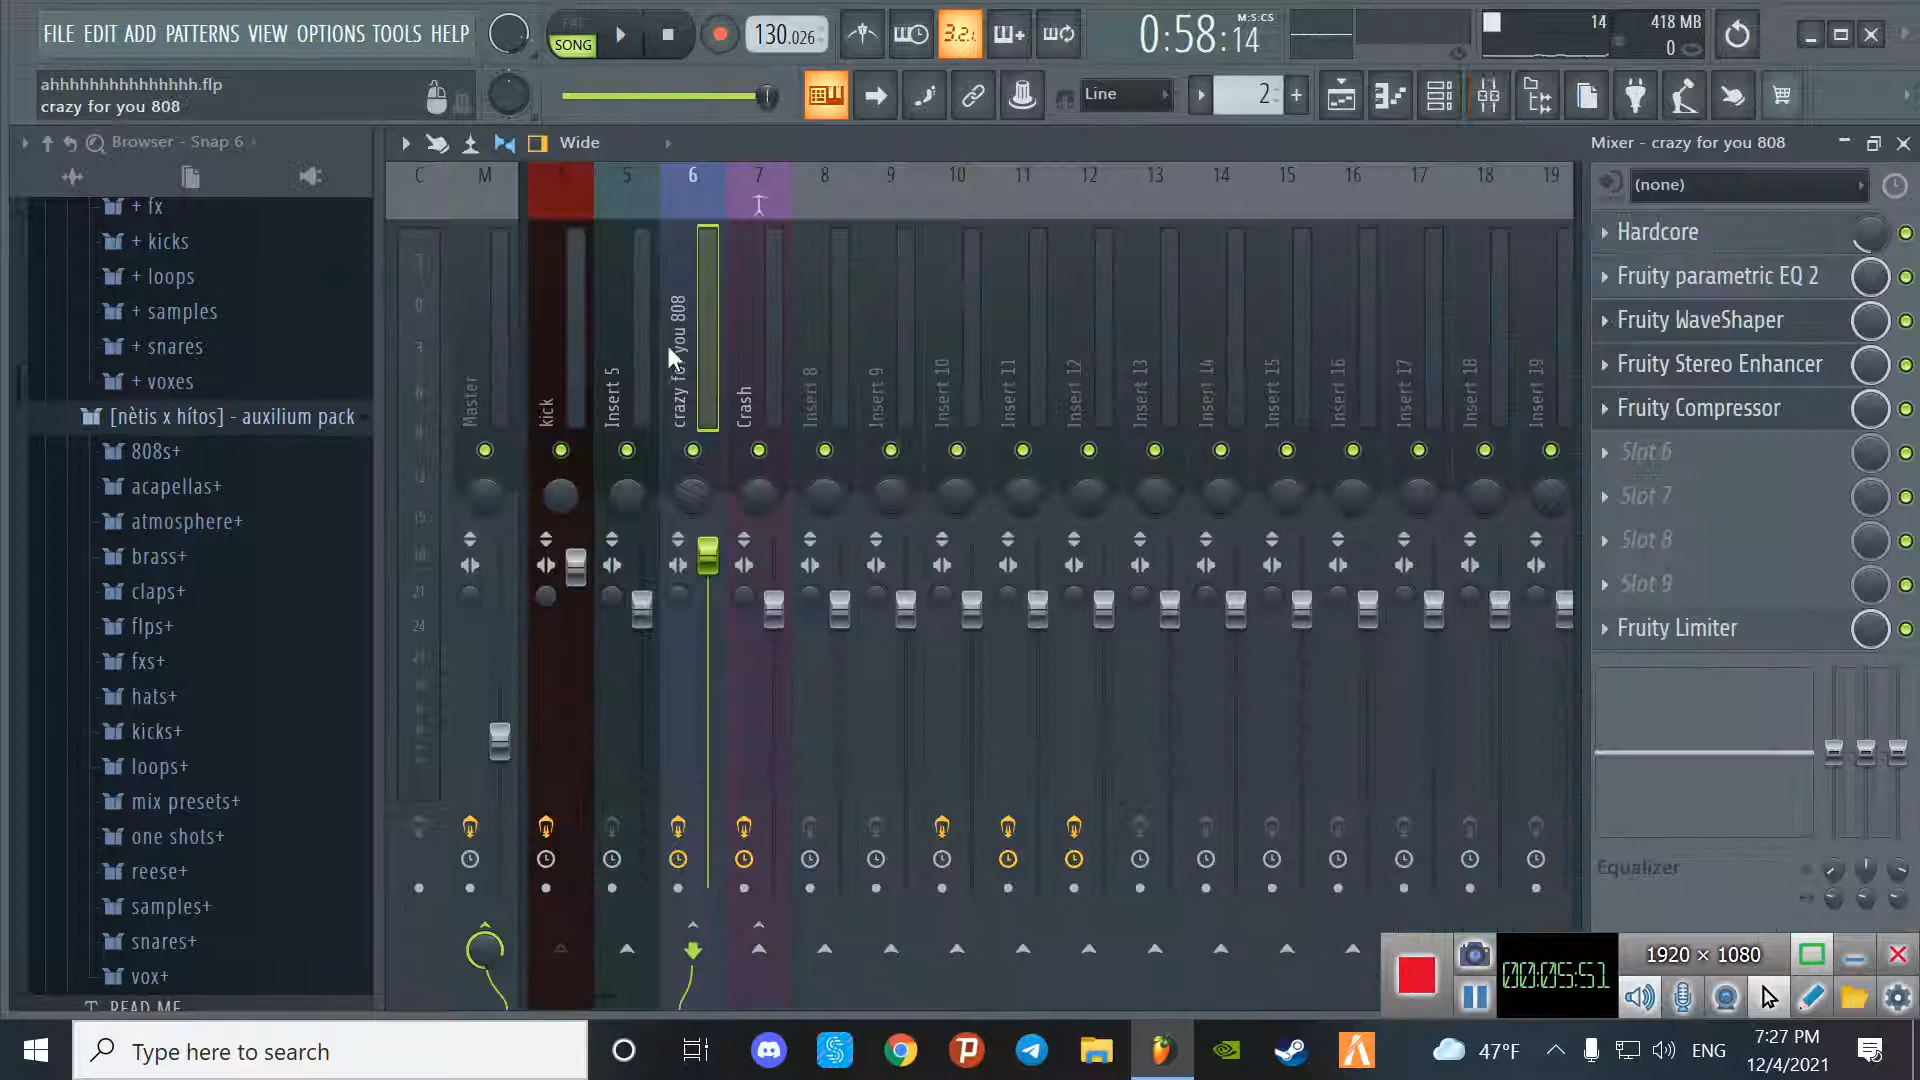 FILE EDIT ADD PATTERNS VIEW OPTIONS TOOLS HELP
PAT
SONG
130.026
3.2.
M:S:CS
0:58:14
14
418 MB
0
ahhhhhhhhhhhhhhh.flp
crazy for you 808
Line
2
Browser - Snap 6
Wide
Mixer - crazy for you 808
+ fx
+ kicks
+ loops
+ samples
+ snares
+ voxes
[nètis x hítos] - auxilium pack
808s+
acapellas+
atmosphere+
brass+
claps+
flps+
fxs+
hats+
kicks+
loops+
mix presets+
one shots+
reese+
samples+
snares+
vox+
READ ME
C M 5 6 7 8 9 10 11 12 13 14 15 16 17 18 19
0
3
15
18
21
24
Master
kick
Insert 5
crazy for you 808
Crash
Insert 8
Insert 9
Insert 10
Insert 11
Insert 12
Insert 13
Insert 14
Insert 15
Insert 16
Insert 17
Insert 18
Insert 19
(none)
Hardcore
Fruity parametric EQ 2
Fruity WaveShaper
Fruity Stereo Enhancer
Fruity Compressor
Slot 6
Slot 7
Slot 8
Slot 9
Fruity Limiter
Equalizer
00:05:51
1920 × 1080
Type here to search
47°F
ENG
7:27 PM
12/4/2021